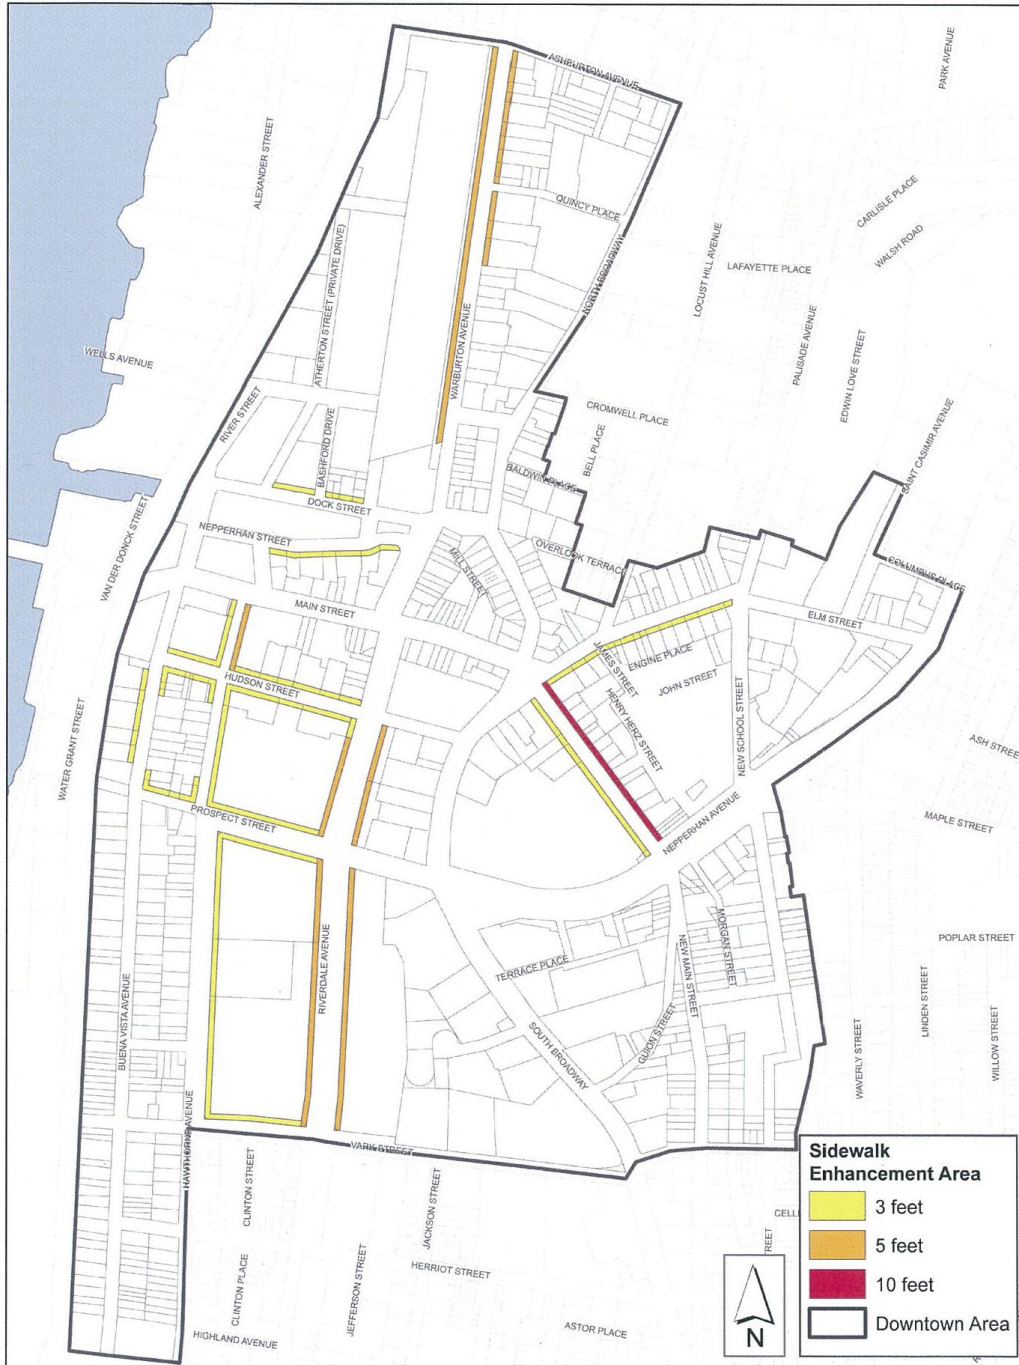 ASHBURTON AVENUE
PARK AVENUE
ALEXANDER STREET
QUINCY PLACE
CARLISLE PLACE
WALSH ROAD
NORTH BROADWAY
LOCUST HILL AVENUE
LAFAYETTE PLACE
ATHERTON STREET (PRIVATE DRIVE)
WARBURTON AVENUE
PALISADE AVENUE
EDWIN LOVE STREET
WELLS AVENUE
RIVER STREET
BASHFORD DRIVE
CROMWELL PLACE
BELL PLACE
SAINT CASIMIR AVENUE
BALDWIN PLACE
DOCK STREET
VAN DER DONCK STREET
NEPPERHAN STREET
MILL STREET
OVERLOOK TERRACE
COLUMBUS PLACE
MAIN STREET
ELM STREET
JAMES STREET
ENGINE PLACE
HUDSON STREET
JOHN STREET
HENRY HERZ STREET
NEW SCHOOL STREET
WATER GRANT STREET
ASH STREE
PROSPECT STREET
NEPPERHAN AVENUE
MAPLE STREET
MORGAN STREET
POPLAR STREET
RIVERDALE AVENUE
TERRACE PLACE
NEW MAIN STREET
LINDEN STREET
BUENA VISTA AVENUE
SOUTH BROADWAY
GUION STREET
WAVERLY STREET
WILLOW STREET
HAWTHORNE AVENUE
VARK STREET
CLINTON STREET
JACKSON STREET
CELLI
REET
HERRIOT STREET
CLINTON PLACE
JEFFERSON STREET
HIGHLAND AVENUE
ASTOR PLACE
N
Sidewalk
Enhancement Area
3 feet
5 feet
10 feet
Downtown Area